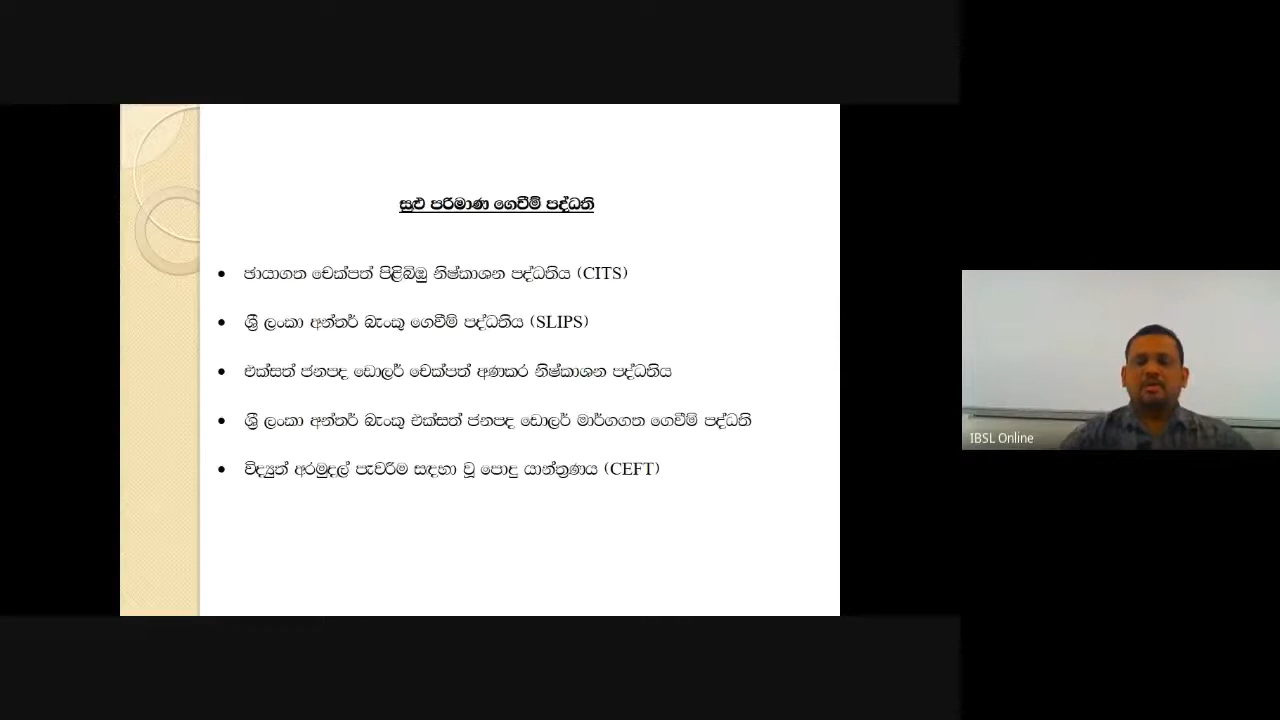 සුළු පරිමාණ ගෙවීම් පද්ධති
• ඡායාගත චෙක්පත් පිළිබිඹු නිෂ්කාශන පද්ධතිය (CITS)
• ශ්‍රී ලංකා අන්තර් බැංකු ගෙවීම් පද්ධතිය (SLIPS)
• එක්සත් ජනපද ඩොලර් චෙක්පත් අණකර නිෂ්කාශන පද්ධතිය
• ශ්‍රී ලංකා අන්තර් බැංකු එක්සත් ජනපද ඩොලර් මාර්ගගත ගෙවීම් පද්ධති
• විද්‍යුත් අරමුදල් පැවරීම සඳහා වූ පොදු යාන්ත්‍රණය (CEFT)
IBSL Online